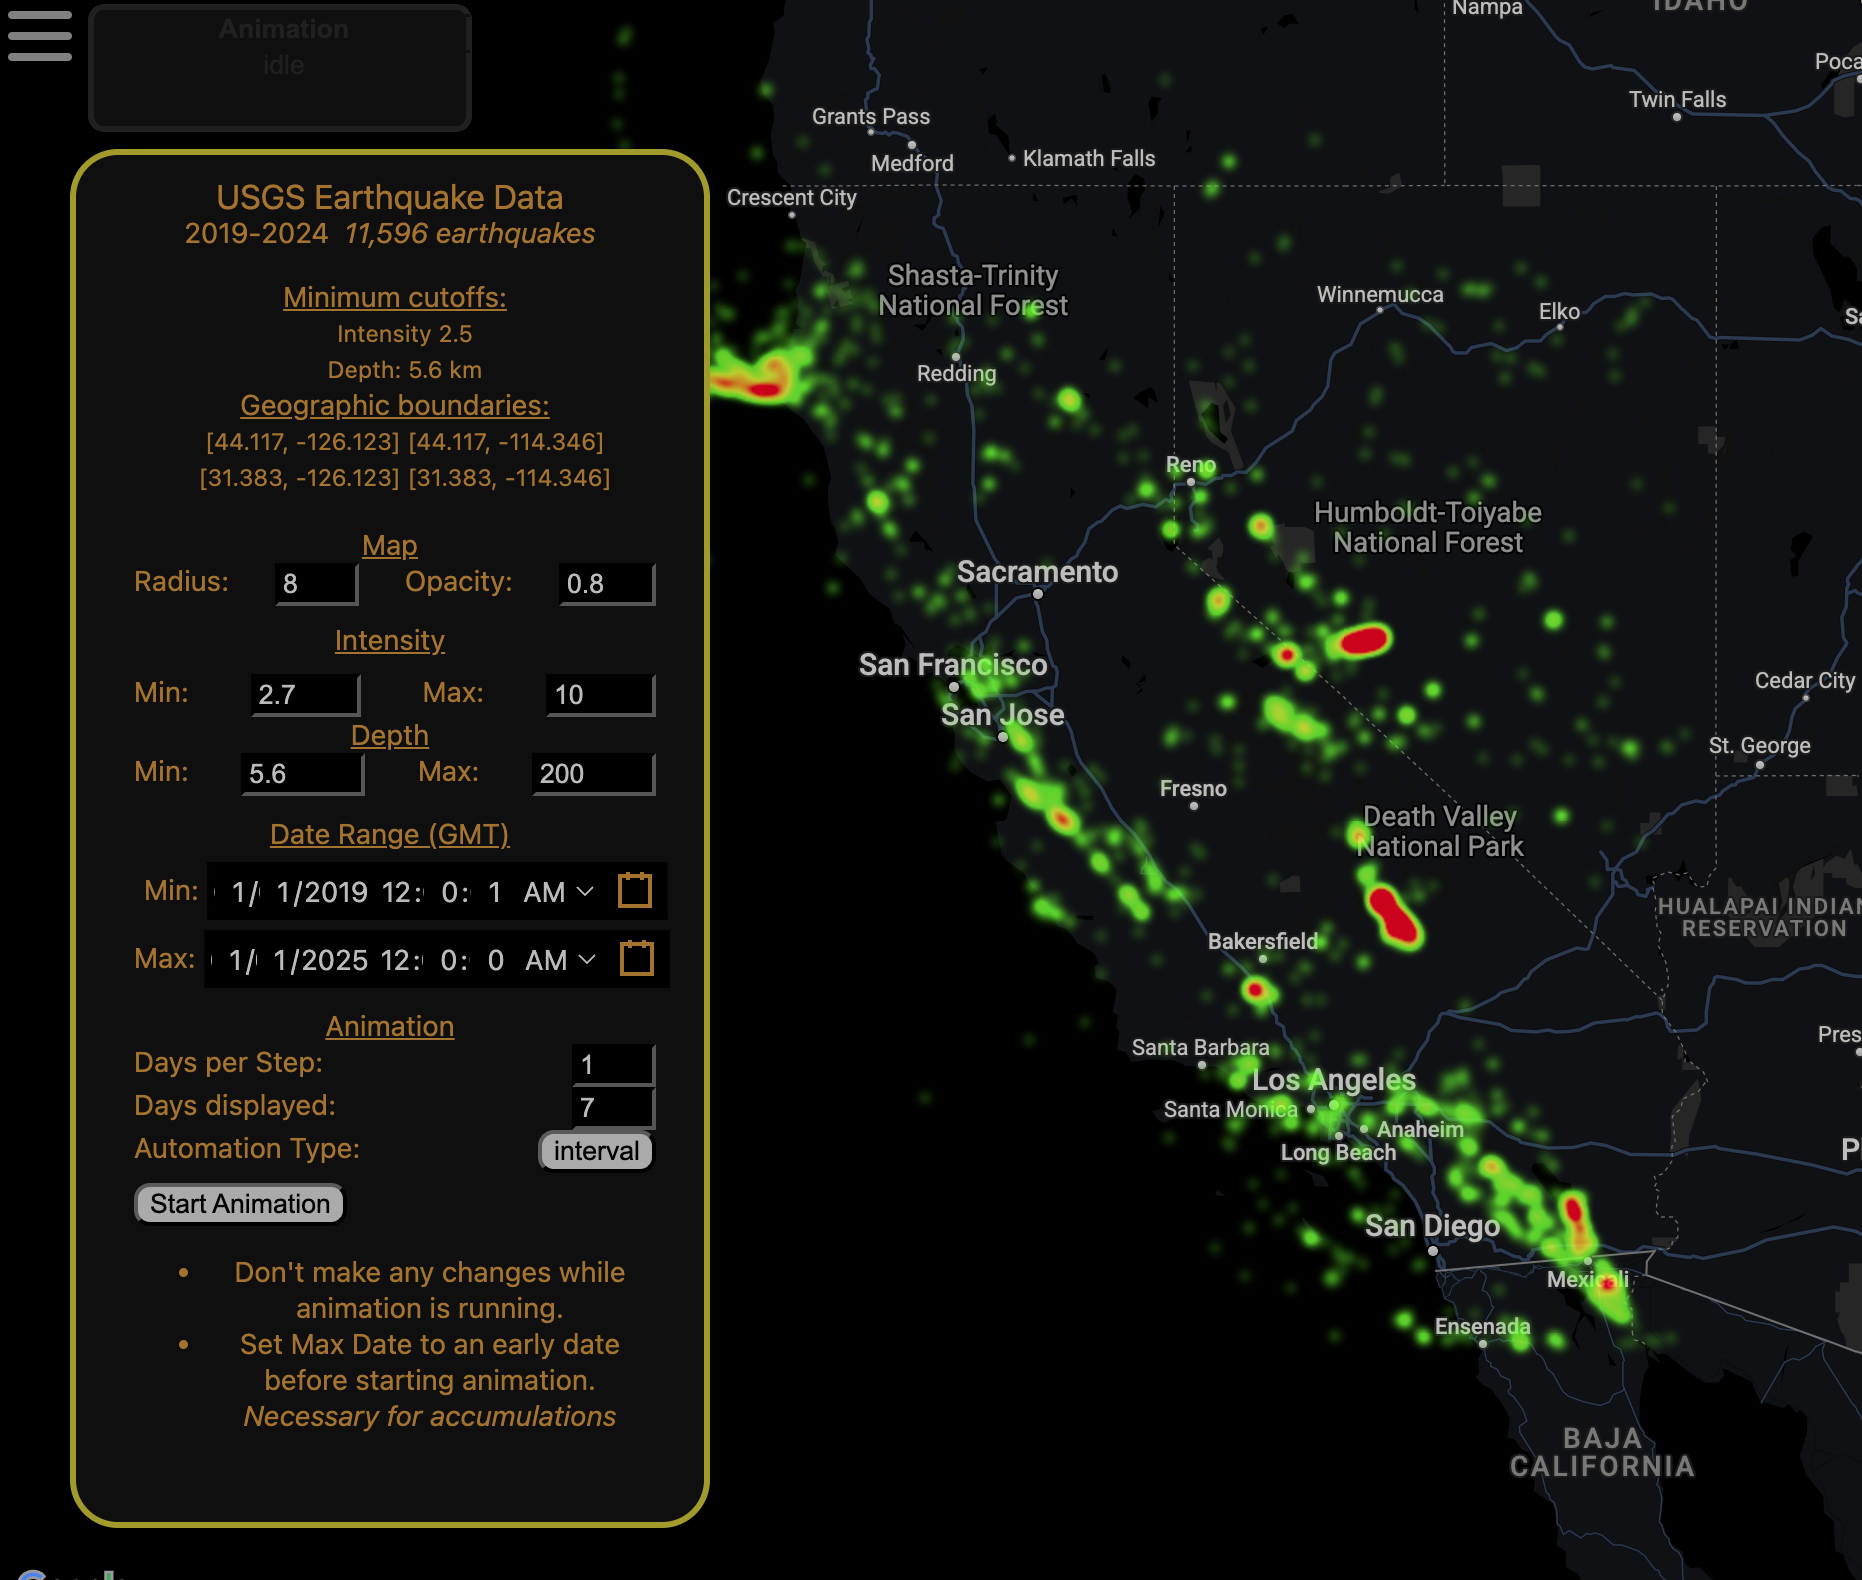 Animation
idle
USGS Earthquake Data
2019-2024 11,596 earthquakes
Minimum cutoffs:
Intensity 2.5
Depth: 5.6 km
Geographic boundaries:
[44.117, -126.123] [44.117, -114.346]
[31.383, -126.123] [31.383, -114.346]
Map
Radius: 8 Opacity: 0.8
Intensity
Min: 2.7 Max: 10
Depth
Min: 5.6 Max: 200
Date Range (GMT)
Min: 1/ 1/2019 12: 0: 1 AM
Max: 1/ 1/2025 12: 0: 0 AM
Animation
Days per Step: 1
Days displayed: 7
Automation Type: interval
Start Animation
• Don't make any changes while
animation is running.
• Set Max Date to an early date
before starting animation.
Necessary for accumulations
Nampa
IDAHO
Twin Falls
Grants Pass
Medford
Klamath Falls
Crescent City
Shasta-Trinity
National Forest
Winnemucca
Elko
Redding
Reno
Humboldt-Toiyabe
National Forest
Sacramento
San Francisco
San Jose
Cedar City
St. George
Fresno
Death Valley
National Park
HUALAPAI INDIAN
RESERVATION
Bakersfield
Santa Barbara
Los Angeles
Santa Monica
Anaheim
Long Beach
San Diego
Mexicali
Ensenada
BAJA
CALIFORNIA